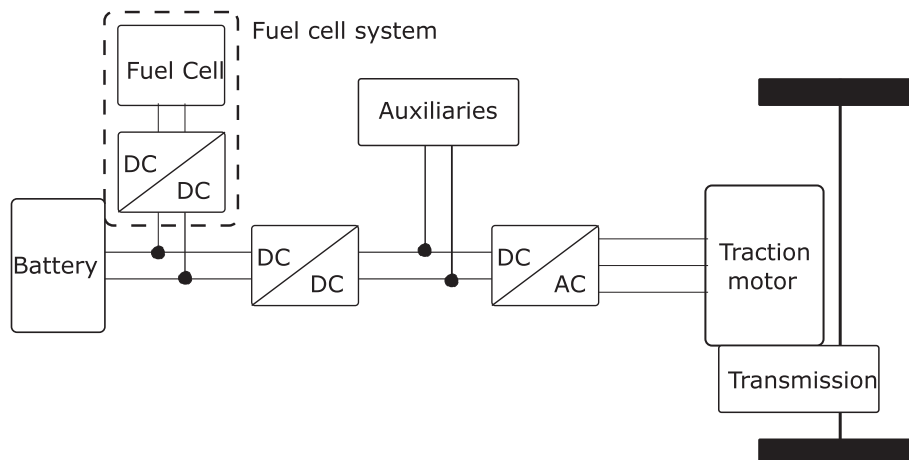 Fuel cell system
Fuel Cell
Auxiliaries
DC
DC
Battery
DC
DC
DC
AC
Traction
motor
Transmission